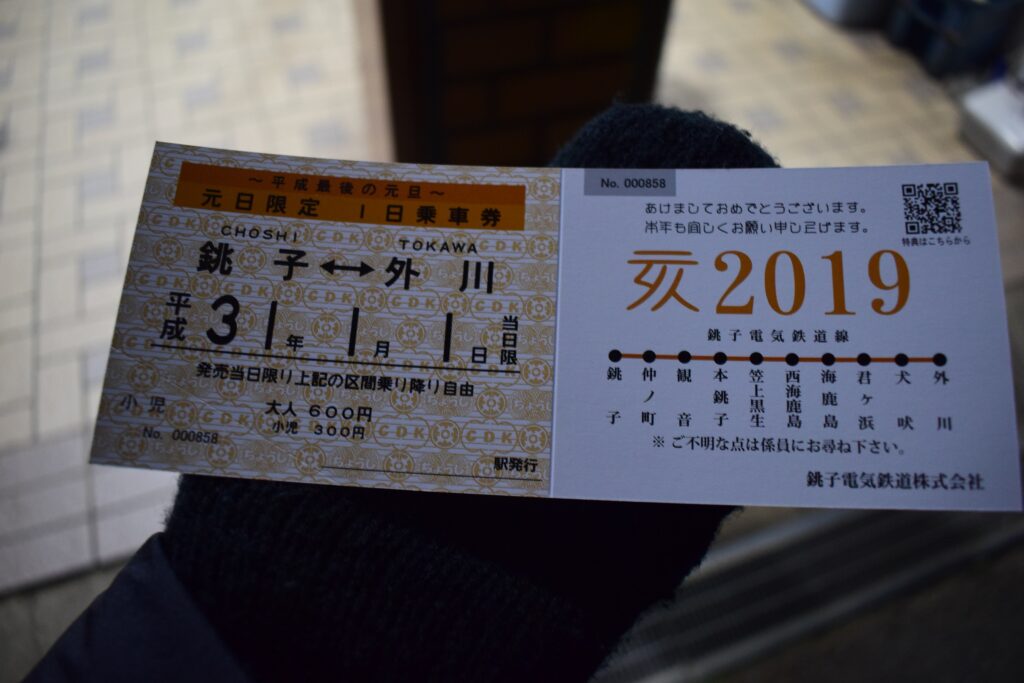 ～平成最後の元旦～
元日限定 1日乗車券
CHOSHI TOKAWA
銚子↔外川
平成31年1月1日 当日限
発売当日限り上記の区間乗り降り自由
大人 600円
小児 小児 300円
No. 000858
駅発行
No. 000858
あけましておめでとうございます。
本年も宜しくお願い申し上げます。
特典はこちらから
亥2019
銚子電気鉄道線
銚子 仲ノ町 観音 本銚子 笠上黒生 西海鹿島 海鹿島 君ヶ浜 犬吠 外川
※ ご不明な点は係員にお尋ね下さい。
銚子電気鉄道株式会社